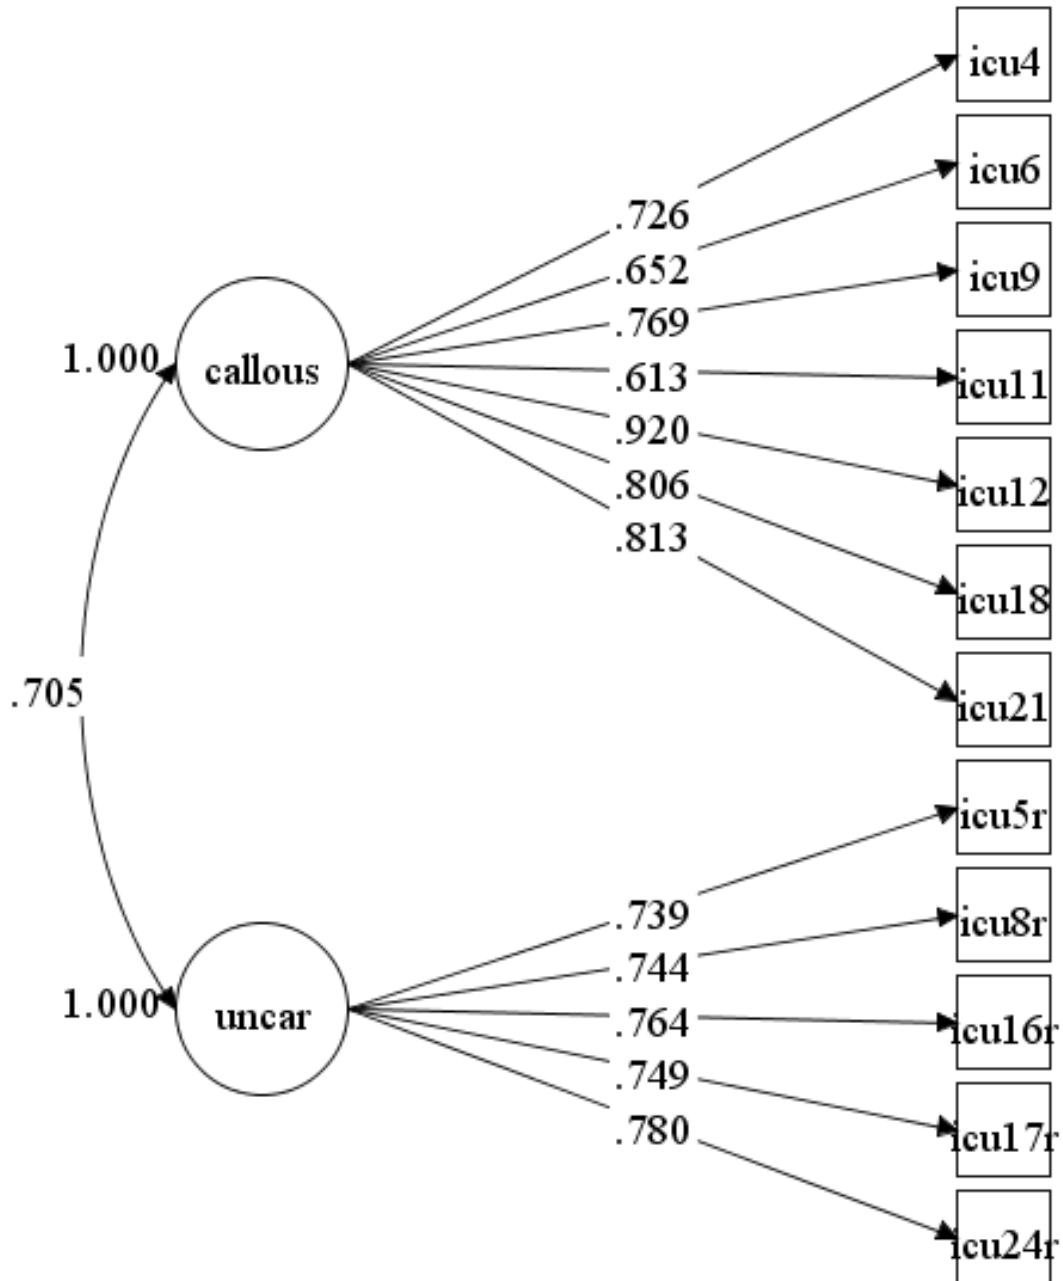 icu4
icu6
.726
.652
icu9
.769
1.000
callous
.613
icu11
.920
icu12
.806
.813
icu18
.705
icu21
icu5r
.739
icu8r
.744
1.000
uncar
.764
icu16r
.749
icu17r
.780
icu24r